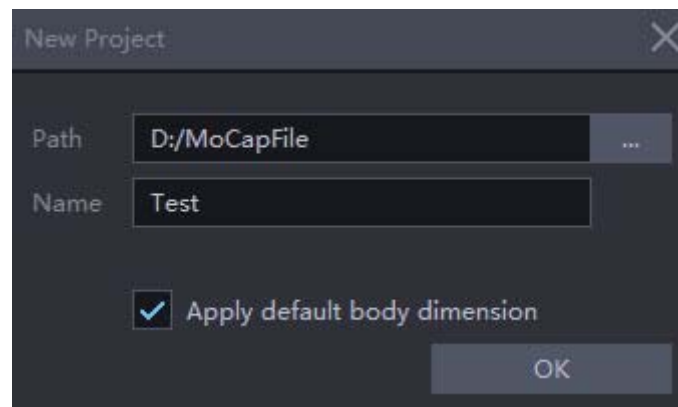 New Project
Path D:/MoCapFile ...
Name Test
Apply default body dimension
OK